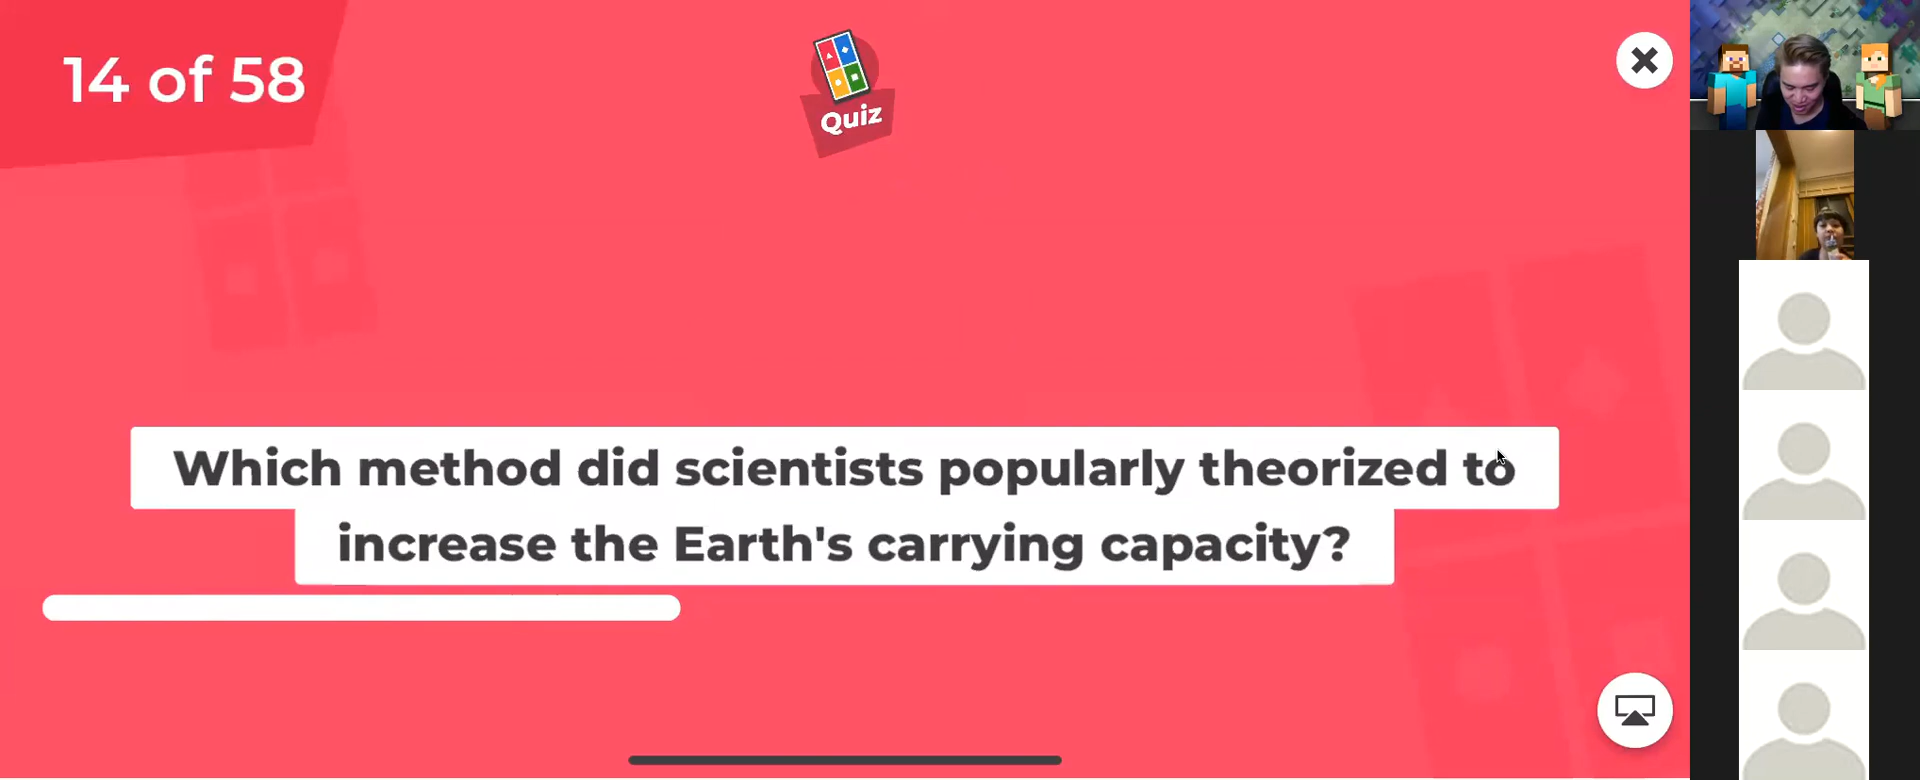 14 of 58
Quiz
Which method did scientists popularly theorized to
increase the Earth's carrying capacity?